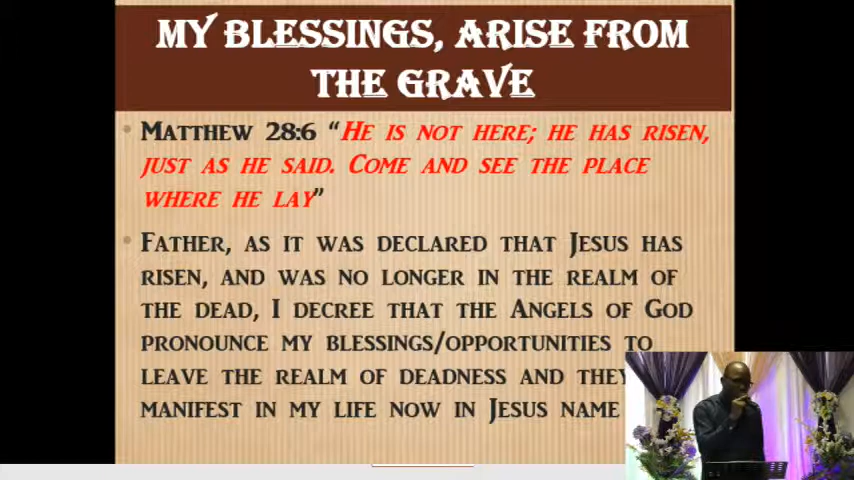 MY BLESSINGS, ARISE FROM
THE GRAVE
• MATTHEW 28:6 “HE IS NOT HERE; HE HAS RISEN,
JUST AS HE SAID. COME AND SEE THE PLACE
WHERE HE LAY”
• FATHER, AS IT WAS DECLARED THAT JESUS HAS
RISEN, AND WAS NO LONGER IN THE REALM OF
THE DEAD, I DECREE THAT THE ANGELS OF GOD
PRONOUNCE MY BLESSINGS/OPPORTUNITIES TO
LEAVE THE REALM OF DEADNESS AND THEY
MANIFEST IN MY LIFE NOW IN JESUS NAME